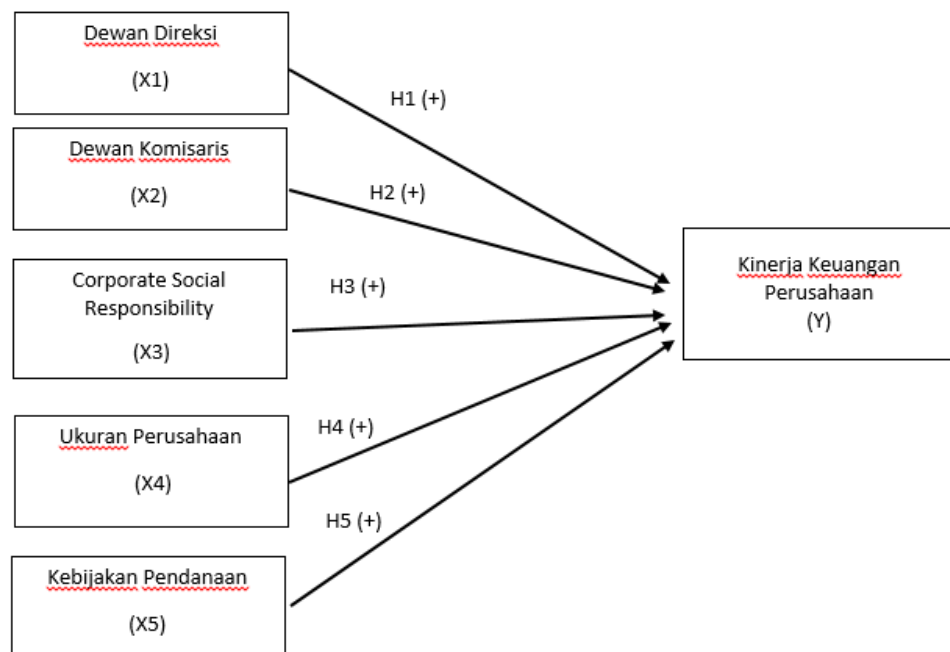 Dewan Direksi
(X1)
H1 (+)
Dewan Komisaris
(X2)
H2 (+)
Corporate Social
Responsibility
(X3)
H3 (+)
Ukuran Perusahaan
(X4)
H4 (+)
Kebijakan Pendanaan
(X5)
H5 (+)
Kinerja Keuangan
Perusahaan
(Y)